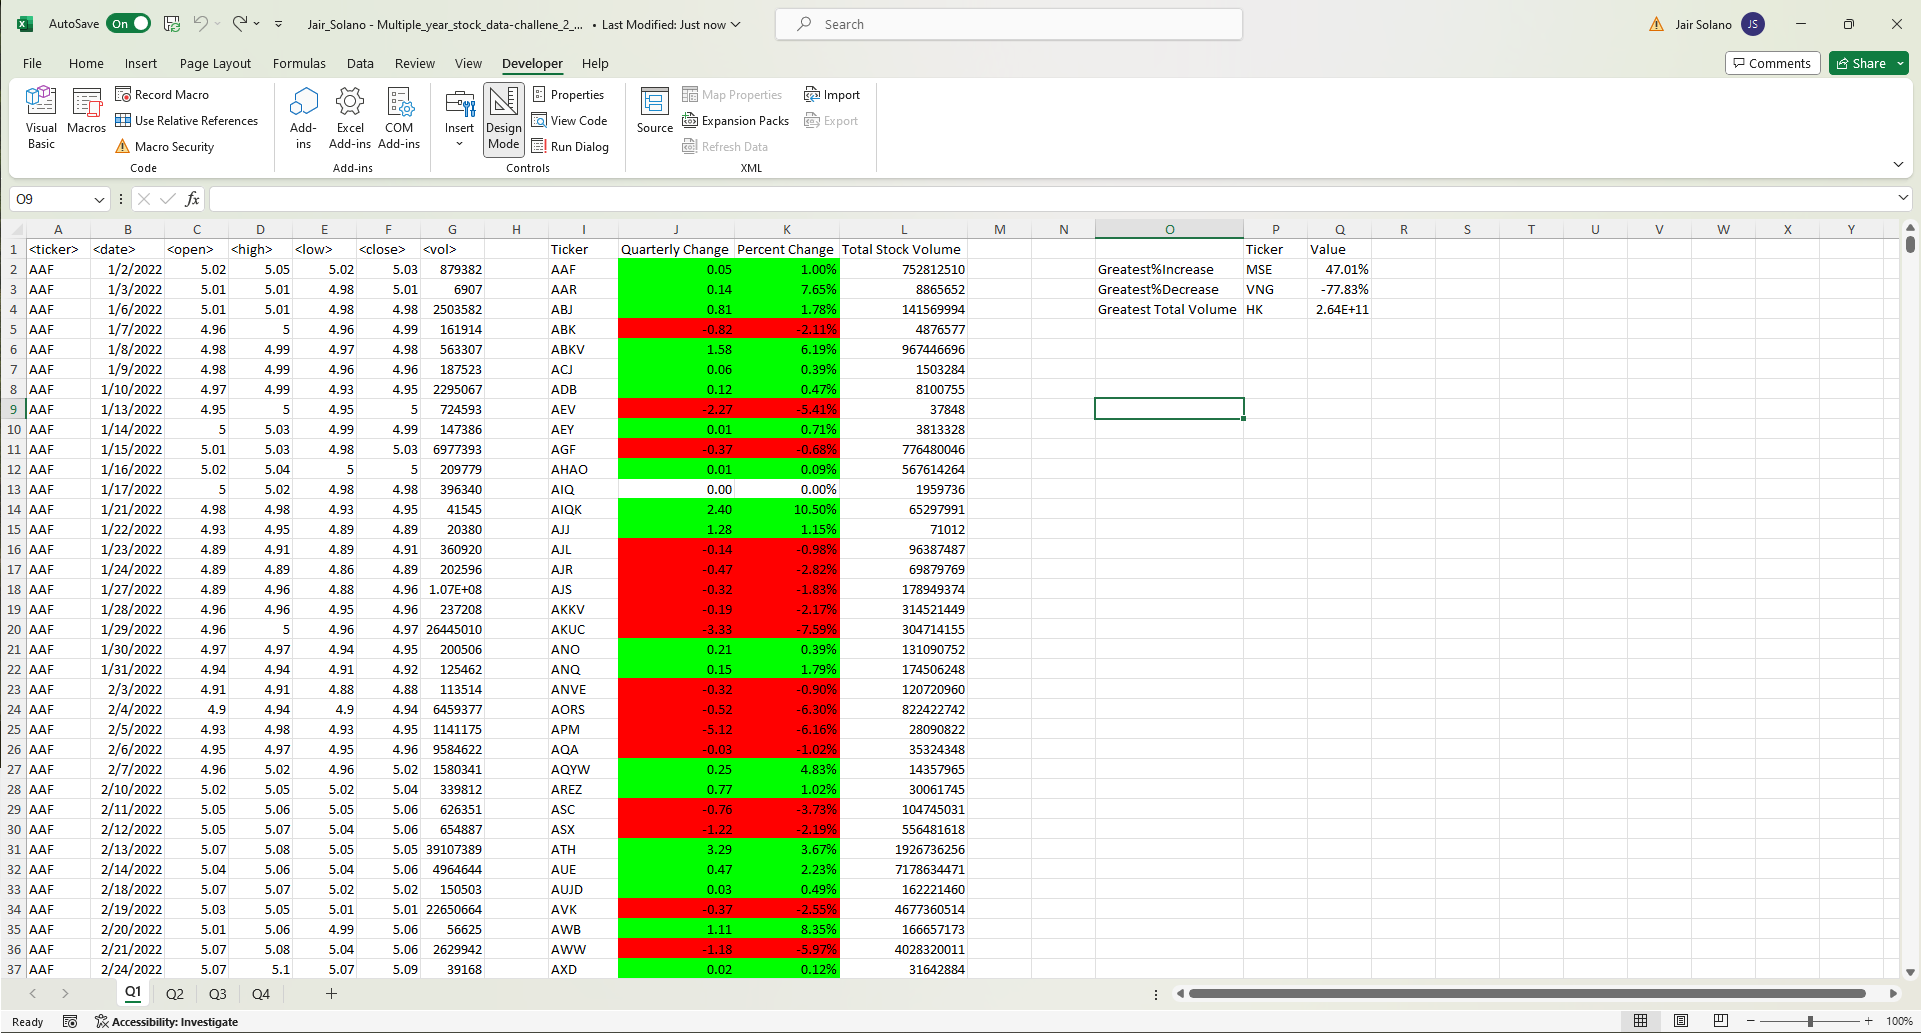 AutoSave On Jair_Solano - Multiple_year_stock_data-challene_2_... • Last Modified: Just now Search Jair Solano JS
File Home Insert Page Layout Formulas Data Review View Developer Help Comments Share
Visual Basic Macros Record Macro Use Relative References Macro Security Code
Add-ins Excel Add-ins COM Add-ins Add-ins
Insert Design Mode Properties View Code Run Dialog Controls
Source Map Properties Expansion Packs Refresh Data Import Export XML
O9 fx
A B C D E F G H I J K L M N O P Q R S T U V W X Y
1 <ticker> <date> <open> <high> <low> <close> <vol> Ticker Quarterly Change Percent Change Total Stock Volume Ticker Value
2 AAF 1/2/2022 5.02 5.05 5.02 5.03 879382 AAF 0.05 1.00% 752812510 Greatest%Increase MSE 47.01%
3 AAF 1/3/2022 5.01 5.01 4.98 5.01 6907 AAR 0.14 7.65% 8865652 Greatest%Decrease VNG -77.83%
4 AAF 1/6/2022 5.01 5.01 4.98 4.98 2503582 ABJ 0.81 1.78% 141569994 Greatest Total Volume HK 2.64E+11
5 AAF 1/7/2022 4.96 5 4.96 4.99 161914 ABK -0.82 -2.11% 4876577
6 AAF 1/8/2022 4.98 4.99 4.97 4.98 563307 ABKV 1.58 6.19% 967446696
7 AAF 1/9/2022 4.98 4.99 4.96 4.96 187523 ACJ 0.06 0.39% 1503284
8 AAF 1/10/2022 4.97 4.99 4.93 4.95 2295067 ADB 0.12 0.47% 8100755
9 AAF 1/13/2022 4.95 5 4.95 5 724593 AEV -2.27 -5.41% 37848
10 AAF 1/14/2022 5 5.03 4.99 4.99 147386 AEY 0.01 0.71% 3813328
11 AAF 1/15/2022 5.01 5.03 4.98 5.03 6977393 AGF -0.37 -0.68% 776480046
12 AAF 1/16/2022 5.02 5.04 5 5 209779 AHAO 0.01 0.09% 567614264
13 AAF 1/17/2022 5 5.02 4.98 4.98 396340 AIQ 0.00 0.00% 1959736
14 AAF 1/21/2022 4.98 4.98 4.93 4.95 41545 AIQK 2.40 10.50% 65297991
15 AAF 1/22/2022 4.93 4.95 4.89 4.89 20380 AJJ 1.28 1.15% 71012
16 AAF 1/23/2022 4.89 4.91 4.89 4.91 360920 AJL -0.14 -0.98% 96387487
17 AAF 1/24/2022 4.89 4.89 4.86 4.89 202596 AJR -0.47 -2.82% 69879769
18 AAF 1/27/2022 4.89 4.96 4.88 4.96 1.07E+08 AJS -0.32 -1.83% 178949374
19 AAF 1/28/2022 4.96 4.96 4.95 4.96 237208 AKKV -0.19 -2.17% 314521449
20 AAF 1/29/2022 4.96 5 4.96 4.97 26445010 AKUC -3.33 -7.59% 304714155
21 AAF 1/30/2022 4.97 4.97 4.94 4.95 200506 ANO 0.21 0.39% 131090752
22 AAF 1/31/2022 4.94 4.94 4.91 4.92 125462 ANQ 0.15 1.79% 174506248
23 AAF 2/3/2022 4.91 4.91 4.88 4.88 113514 ANVE -0.32 -0.90% 120720960
24 AAF 2/4/2022 4.9 4.94 4.9 4.94 6459377 AORS -0.52 -6.30% 822422742
25 AAF 2/5/2022 4.93 4.98 4.93 4.95 1141175 APM -5.12 -6.16% 28090822
26 AAF 2/6/2022 4.95 4.97 4.95 4.96 9584622 AQA -0.03 -1.02% 35324348
27 AAF 2/7/2022 4.96 5.02 4.96 5.02 1580341 AQYW 0.25 4.83% 14357965
28 AAF 2/10/2022 5.02 5.05 5.02 5.04 339812 AREZ 0.77 1.02% 30061745
29 AAF 2/11/2022 5.05 5.06 5.05 5.06 626351 ASC -0.76 -3.73% 104745031
30 AAF 2/12/2022 5.05 5.07 5.04 5.06 654887 ASX -1.22 -2.19% 556481618
31 AAF 2/13/2022 5.07 5.08 5.05 5.05 39107389 ATH 3.29 3.67% 1926736256
32 AAF 2/14/2022 5.04 5.06 5.04 5.06 4964644 AUE 0.47 2.23% 7178634471
33 AAF 2/18/2022 5.07 5.07 5.02 5.02 150503 AUJD 0.03 0.49% 162221460
34 AAF 2/19/2022 5.03 5.05 5.01 5.01 22650664 AVK -0.37 -2.55% 4677360514
35 AAF 2/20/2022 5.01 5.06 4.99 5.06 56625 AWB 1.11 8.35% 166657173
36 AAF 2/21/2022 5.07 5.08 5.04 5.06 2629942 AWW -1.18 -5.97% 4028320011
37 AAF 2/24/2022 5.07 5.1 5.07 5.09 39168 AXD 0.02 0.12% 31642884
Q1 Q2 Q3 Q4 +
Ready Accessibility: Investigate 100%